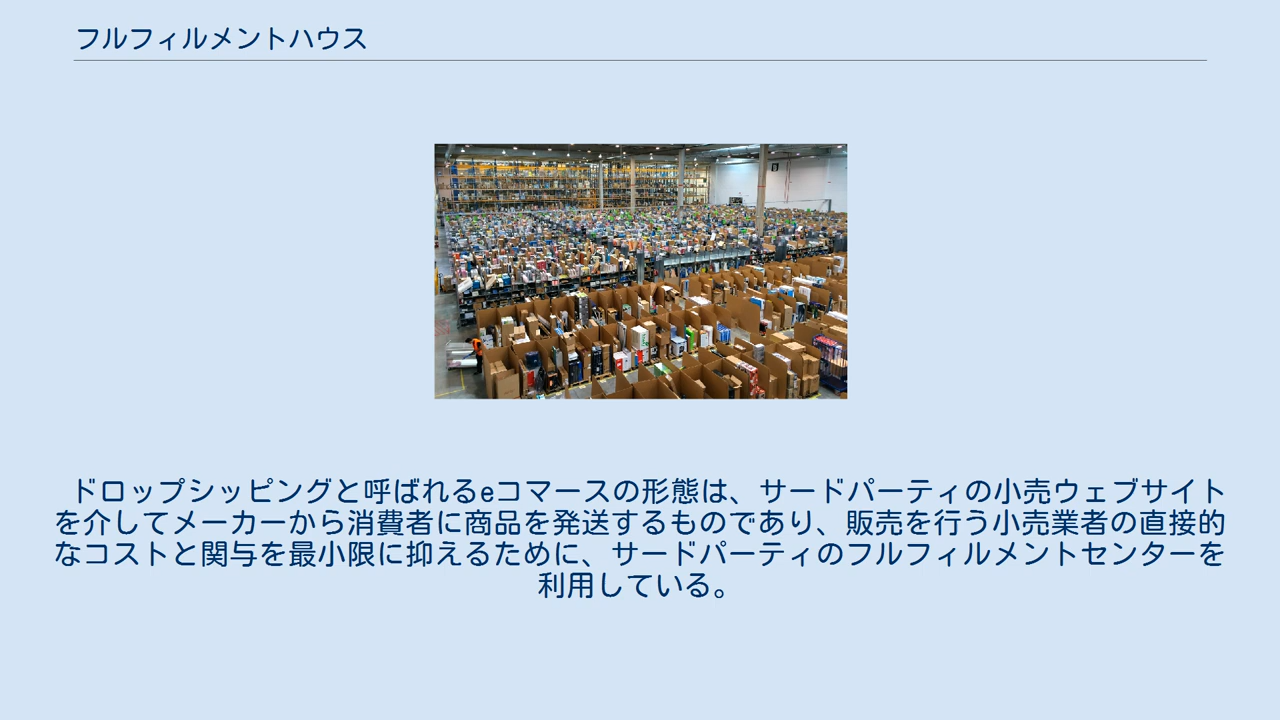 フルフィルメントハウス
ドロップシッピングと呼ばれるeコマースの形態は、サードパーティの小売ウェブサイト
を介してメーカーから消費者に商品を発送するものであり、販売を行う小売業者の直接的
なコストと関与を最小限に抑えるために、サードパーティのフルフィルメントセンターを
利用している。